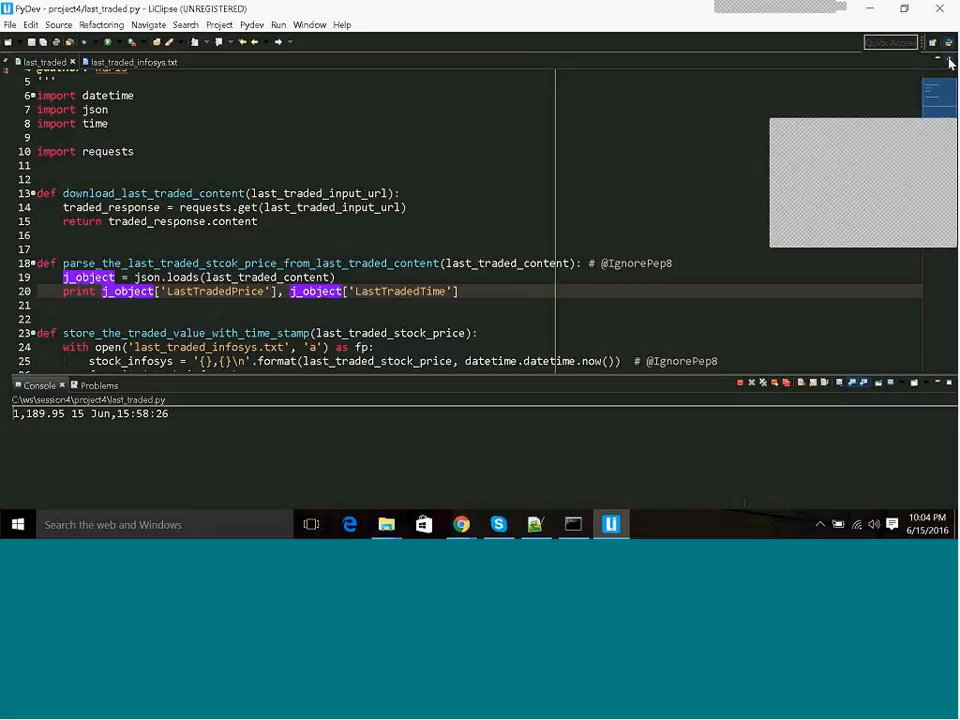 PyDev - project4/last_traded.py - LiClipse (UNREGISTERED)
File Edit Source Refactoring Navigate Search Project Pydev Run Window Help
Quick Access
last_traded last_traded_infosys.txt
5 '''
6 import datetime
7 import json
8 import time
9
10 import requests
11
12
13 def download_last_traded_content(last_traded_input_url):
14 traded_response = requests.get(last_traded_input_url)
15 return traded_response.content
16
17
18 def parse_the_last_traded_stcok_price_from_last_traded_content(last_traded_content): # @IgnorePep8
19 j_object = json.loads(last_traded_content)
20 print j_object['LastTradedPrice'], j_object['LastTradedTime']
21
22
23 def store_the_traded_value_with_time_stamp(last_traded_stock_price):
24 with open('last_traded_infosys.txt', 'a') as fp:
25 stock_infosys = '{},{}\n'.format(last_traded_stock_price, datetime.datetime.now()) # @IgnorePep8
Console Problems
C:\ws\session4\project4\last_traded.py
1,189.95 15 Jun,15:58:26
Search the web and Windows
10:04 PM
6/15/2016